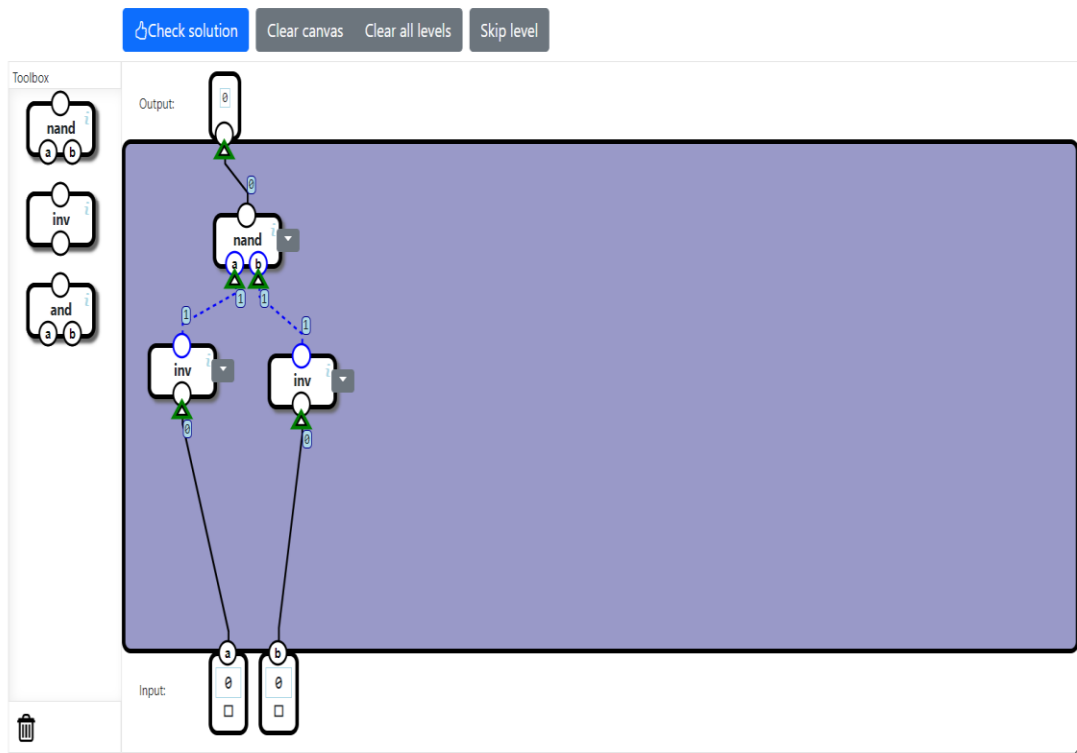 Check solution Clear canvas Clear all levels Skip level
Toolbox
nand
a b
inv
and
a b
Output:
0
0
nand
a b
1 1
1 1
inv
inv
0 0
a b
Input:
0 0